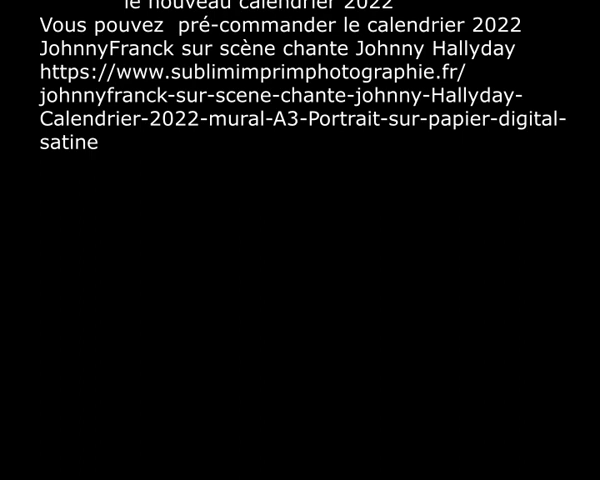 le nouveau calendrier 2022
Vous pouvez  pré-commander le calendrier 2022
JohnnyFranck sur scène chante Johnny Hallyday
https://www.sublimimprimphotographie.fr/
johnnyfranck-sur-scene-chante-johnny-Hallyday-
Calendrier-2022-mural-A3-Portrait-sur-papier-digital-
satine